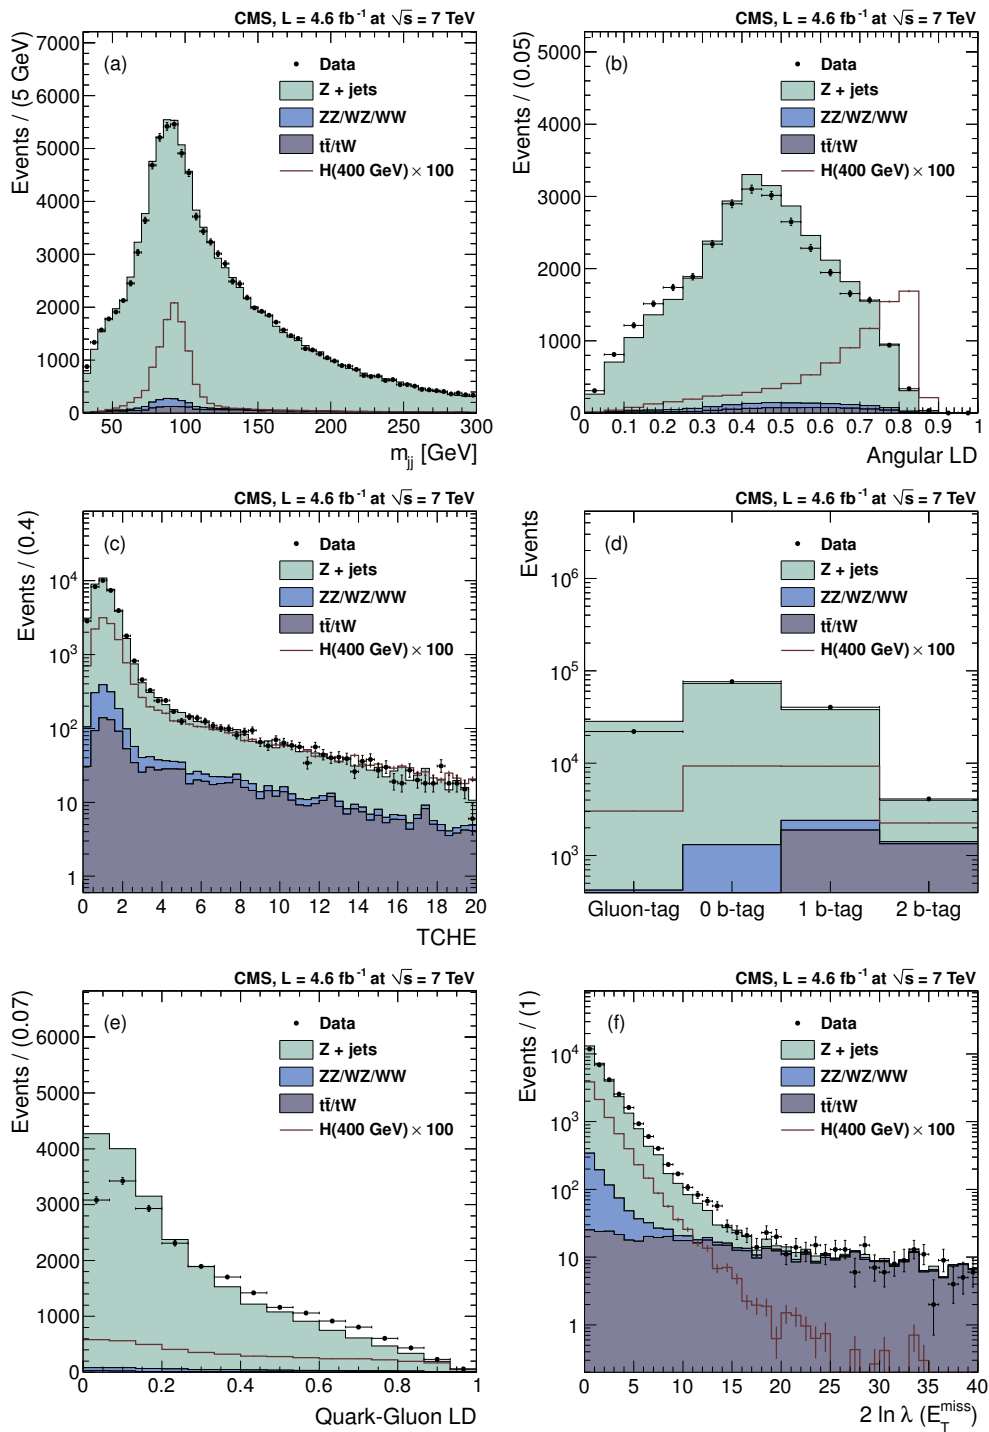 CMS, L = 4.6 fb⁻¹ at √s = 7 TeV
Events / (5 GeV)
(a)
Data
Z + jets
ZZ/WZ/WW
tt̄/tW
H(400 GeV) × 100
7000
6000
5000
4000
3000
2000
1000
0
50 100 150 200 250 300
m_jj [GeV]
CMS, L = 4.6 fb⁻¹ at √s = 7 TeV
Events / (0.05)
(b)
Data
Z + jets
ZZ/WZ/WW
tt̄/tW
H(400 GeV) × 100
5000
4000
3000
2000
1000
0
0 0.1 0.2 0.3 0.4 0.5 0.6 0.7 0.8 0.9 1
Angular LD
CMS, L = 4.6 fb⁻¹ at √s = 7 TeV
Events / (0.4)
(c)
Data
Z + jets
ZZ/WZ/WW
tt̄/tW
H(400 GeV) × 100
10⁴
10³
10²
10
1
0 2 4 6 8 10 12 14 16 18 20
TCHE
CMS, L = 4.6 fb⁻¹ at √s = 7 TeV
Events
(d)
Data
Z + jets
ZZ/WZ/WW
tt̄/tW
H(400 GeV) × 100
10⁶
10⁵
10⁴
10³
Gluon-tag 0 b-tag 1 b-tag 2 b-tag
CMS, L = 4.6 fb⁻¹ at √s = 7 TeV
Events / (0.07)
(e)
Data
Z + jets
ZZ/WZ/WW
tt̄/tW
H(400 GeV) × 100
6000
5000
4000
3000
2000
1000
0
0 0.2 0.4 0.6 0.8 1
Quark-Gluon LD
CMS, L = 4.6 fb⁻¹ at √s = 7 TeV
Events / (1)
(f)
Data
Z + jets
ZZ/WZ/WW
tt̄/tW
H(400 GeV) × 100
10⁴
10³
10²
10
1
0 5 10 15 20 25 30 35 40
2 ln λ (E_T^miss)